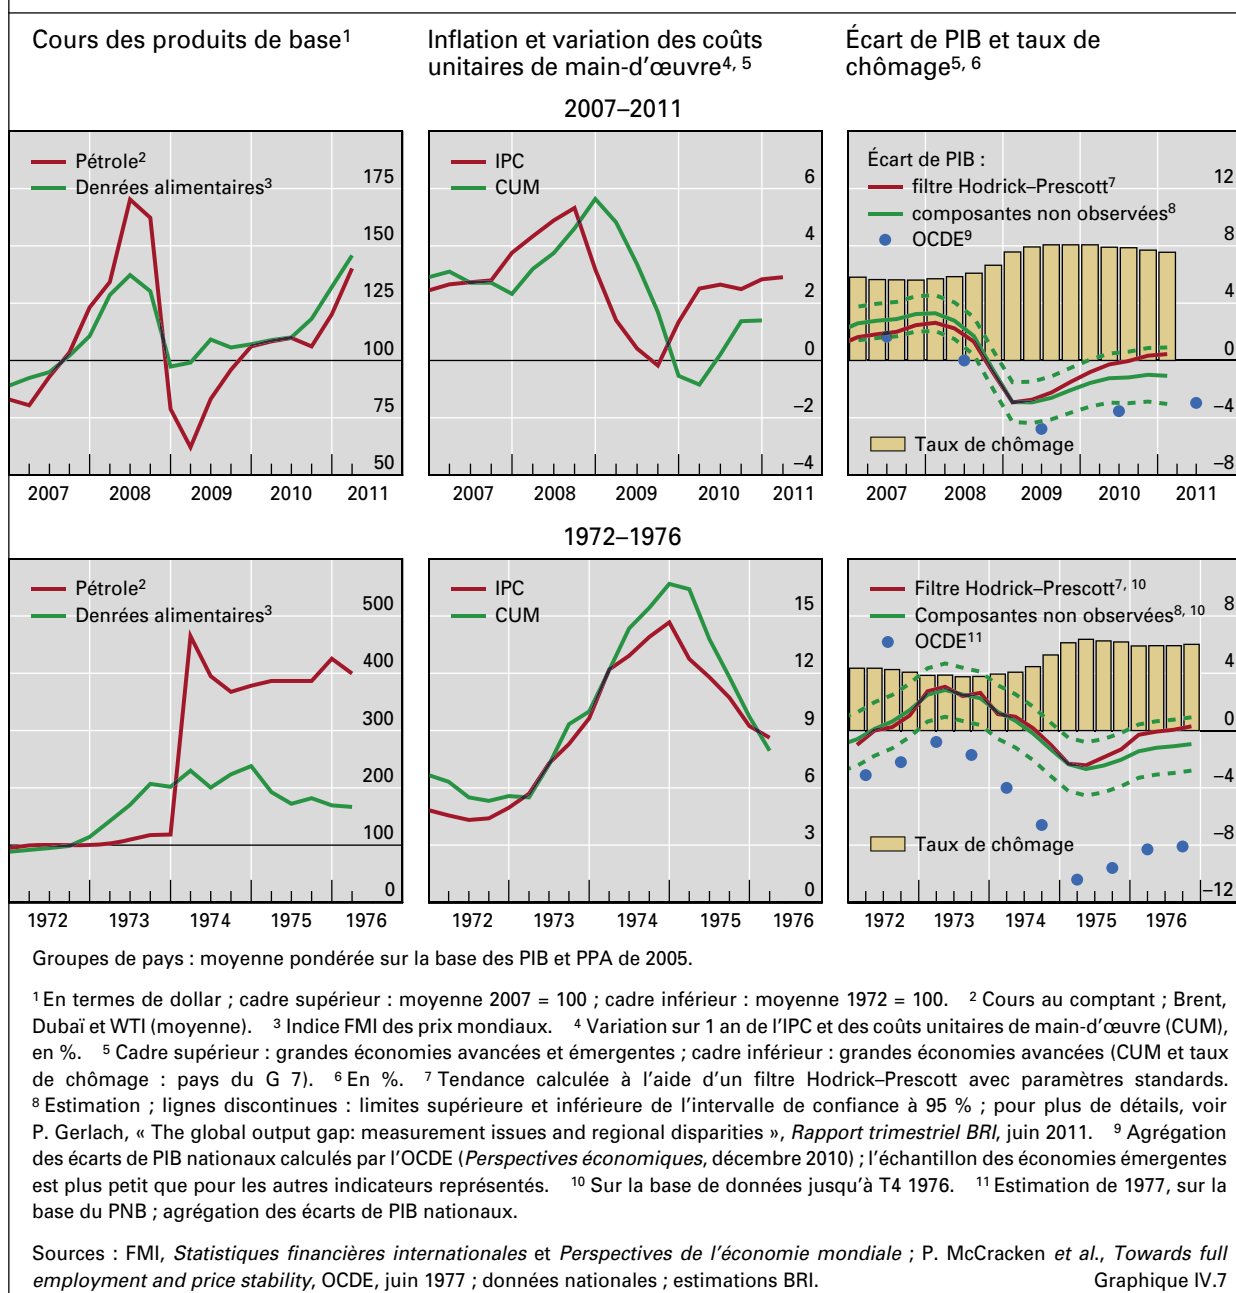 Cours des produits de base1
Inflation et variation des coûts
unitaires de main-d’œuvre4, 5
Écart de PIB et taux de
chômage5, 6
2007–2011
Pétrole2
Denrées alimentaires3
175
150
125
100
75
50
2007 2008 2009 2010 2011
IPC
CUM
6
4
2
0
–2
–4
2007 2008 2009 2010 2011
Écart de PIB :
filtre Hodrick–Prescott7
composantes non observées8
OCDE9
Taux de chômage
12
8
4
0
–4
–8
2007 2008 2009 2010 2011
1972–1976
Pétrole2
Denrées alimentaires3
500
400
300
200
100
0
1972 1973 1974 1975 1976
IPC
CUM
15
12
9
6
3
0
1972 1973 1974 1975 1976
Filtre Hodrick–Prescott7, 10
Composantes non observées8, 10
OCDE11
Taux de chômage
8
4
0
–4
–8
–12
1972 1973 1974 1975 1976
Groupes de pays : moyenne pondérée sur la base des PIB et PPA de 2005.
1 En termes de dollar ; cadre supérieur : moyenne 2007 = 100 ; cadre inférieur : moyenne 1972 = 100. 2 Cours au comptant ; Brent,
Dubaï et WTI (moyenne). 3 Indice FMI des prix mondiaux. 4 Variation sur 1 an de l’IPC et des coûts unitaires de main-d’œuvre (CUM),
en %. 5 Cadre supérieur : grandes économies avancées et émergentes ; cadre inférieur : grandes économies avancées (CUM et taux
de chômage : pays du G 7). 6 En %. 7 Tendance calculée à l’aide d’un filtre Hodrick–Prescott avec paramètres standards.
8 Estimation ; lignes discontinues : limites supérieure et inférieure de l’intervalle de confiance à 95 % ; pour plus de détails, voir
P. Gerlach, « The global output gap: measurement issues and regional disparities », Rapport trimestriel BRI, juin 2011. 9 Agrégation
des écarts de PIB nationaux calculés par l’OCDE (Perspectives économiques, décembre 2010) ; l’échantillon des économies émergentes
est plus petit que pour les autres indicateurs représentés. 10 Sur la base de données jusqu’à T4 1976. 11 Estimation de 1977, sur la
base du PNB ; agrégation des écarts de PIB nationaux.
Sources : FMI, Statistiques financières internationales et Perspectives de l’économie mondiale ; P. McCracken et al., Towards full
employment and price stability, OCDE, juin 1977 ; données nationales ; estimations BRI. Graphique IV.7